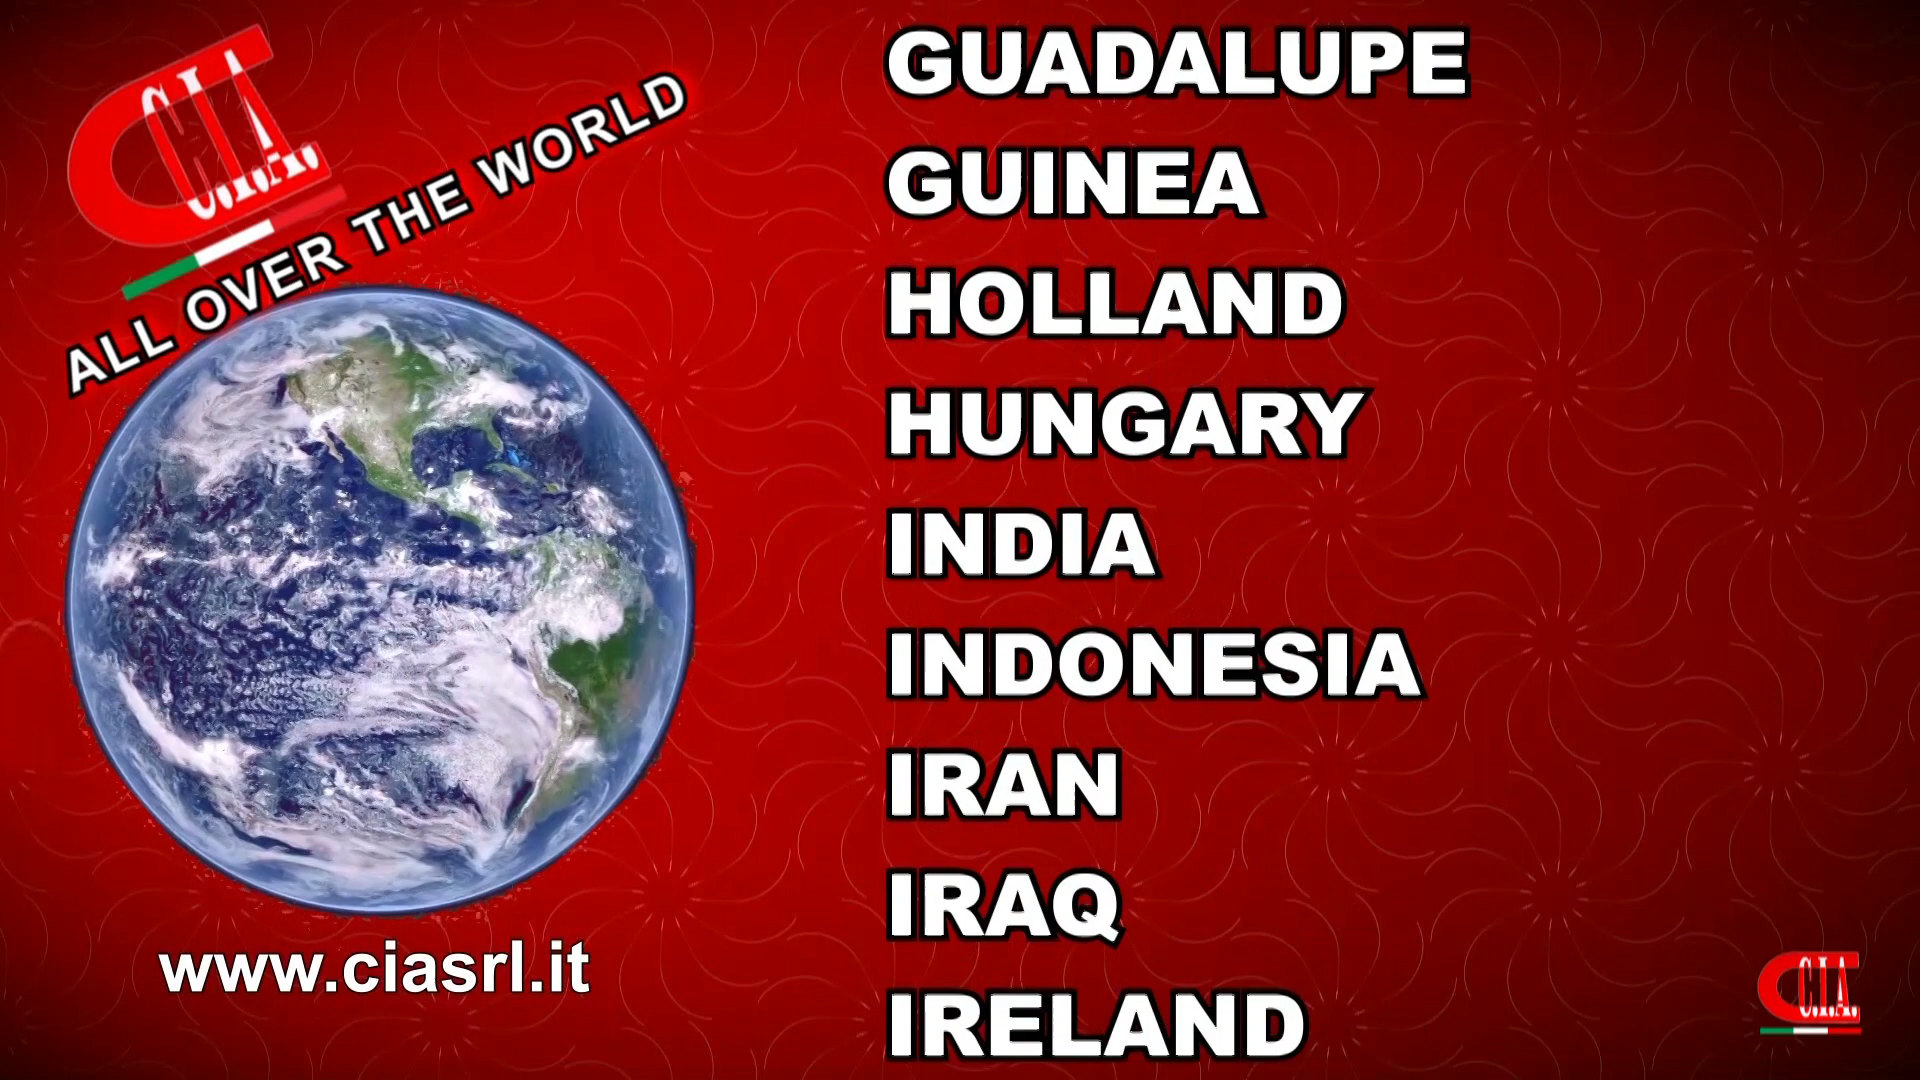 C.I.A.
ALL OVER THE WORLD
www.ciasrl.it
GUADALUPE
GUINEA
HOLLAND
HUNGARY
INDIA
INDONESIA
IRAN
IRAQ
IRELAND
C.I.A.